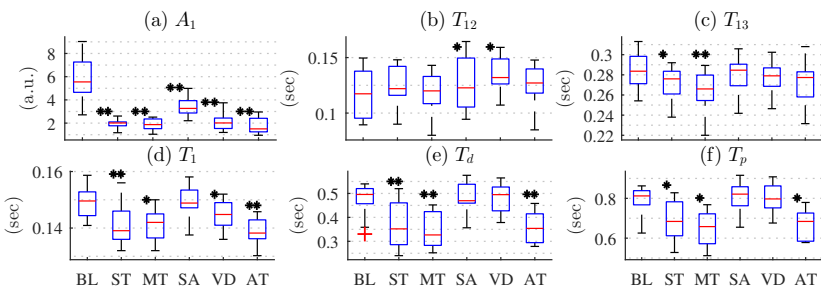 (a) A1
(b) T12
(c) T13
(a.u.)
8
6
4
2
**
**
**
**
**
(sec)
0.15
0.1
*
*
(sec)
0.3
0.28
0.26
0.24
0.22
*
**
(d) T1
(e) Td
(f) Tp
(sec)
0.16
0.14
**
*
*
**
BL ST MT SA VD AT
(sec)
0.5
0.4
0.3
**
**
**
BL ST MT SA VD AT
(sec)
0.8
0.6
*
*
*
BL ST MT SA VD AT